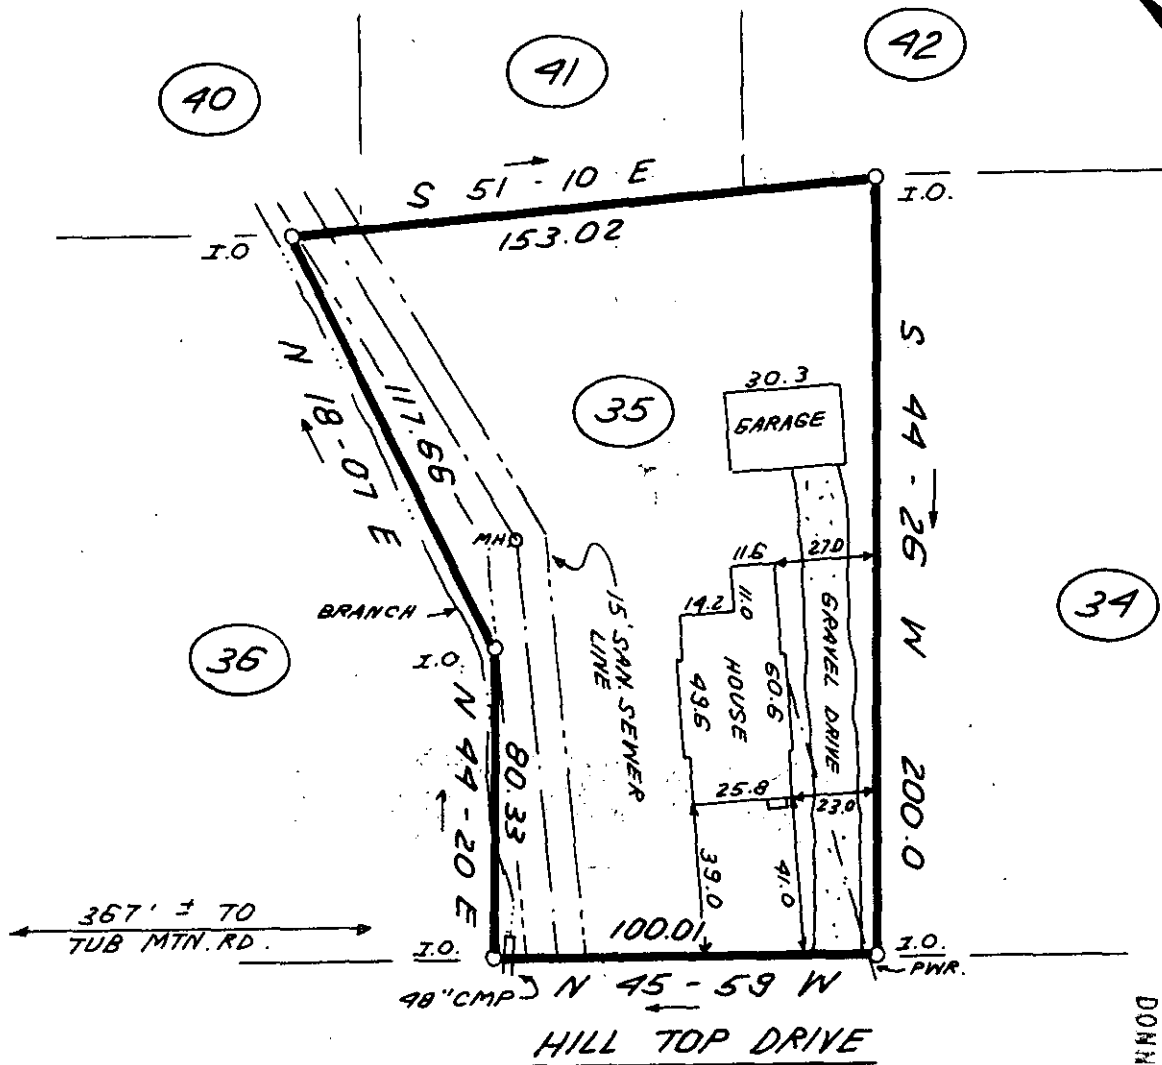 40
41
42
S 51-10 E
153.02
I.O
I.O.
S 44-26 W 200.0
N 18-07 E
117.66
35
30.3
GARAGE
MH
11.6
27.0
11.0
14.2
BRANCH
15' SAN. SEWER
LINE
HOUSE
60.6
49.6
GRAVEL DRIVE
34
36
I.O.
N 44-20 E
80.33
25.8
23.0
39.0
41.0
367' ± TO
TUB MTN. RD.
I.O.
100.01
I.O.
PWR.
48" CMP
N 45-59 W
HILL TOP DRIVE
DONN